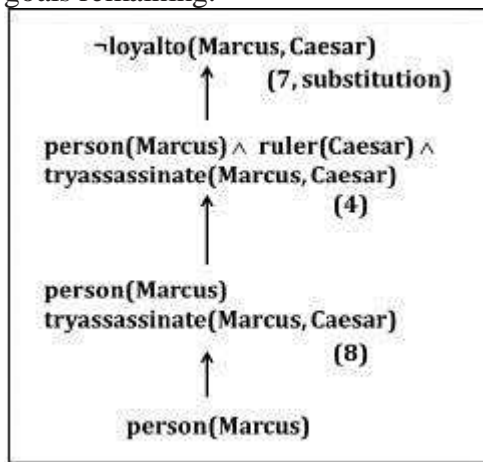 goals remaining.
¬loyalto(Marcus, Caesar)
(7, substitution)
person(Marcus) ∧ ruler(Caesar) ∧
tryassassinate(Marcus, Caesar)
(4)
person(Marcus)
tryassassinate(Marcus, Caesar)
(8)
person(Marcus)